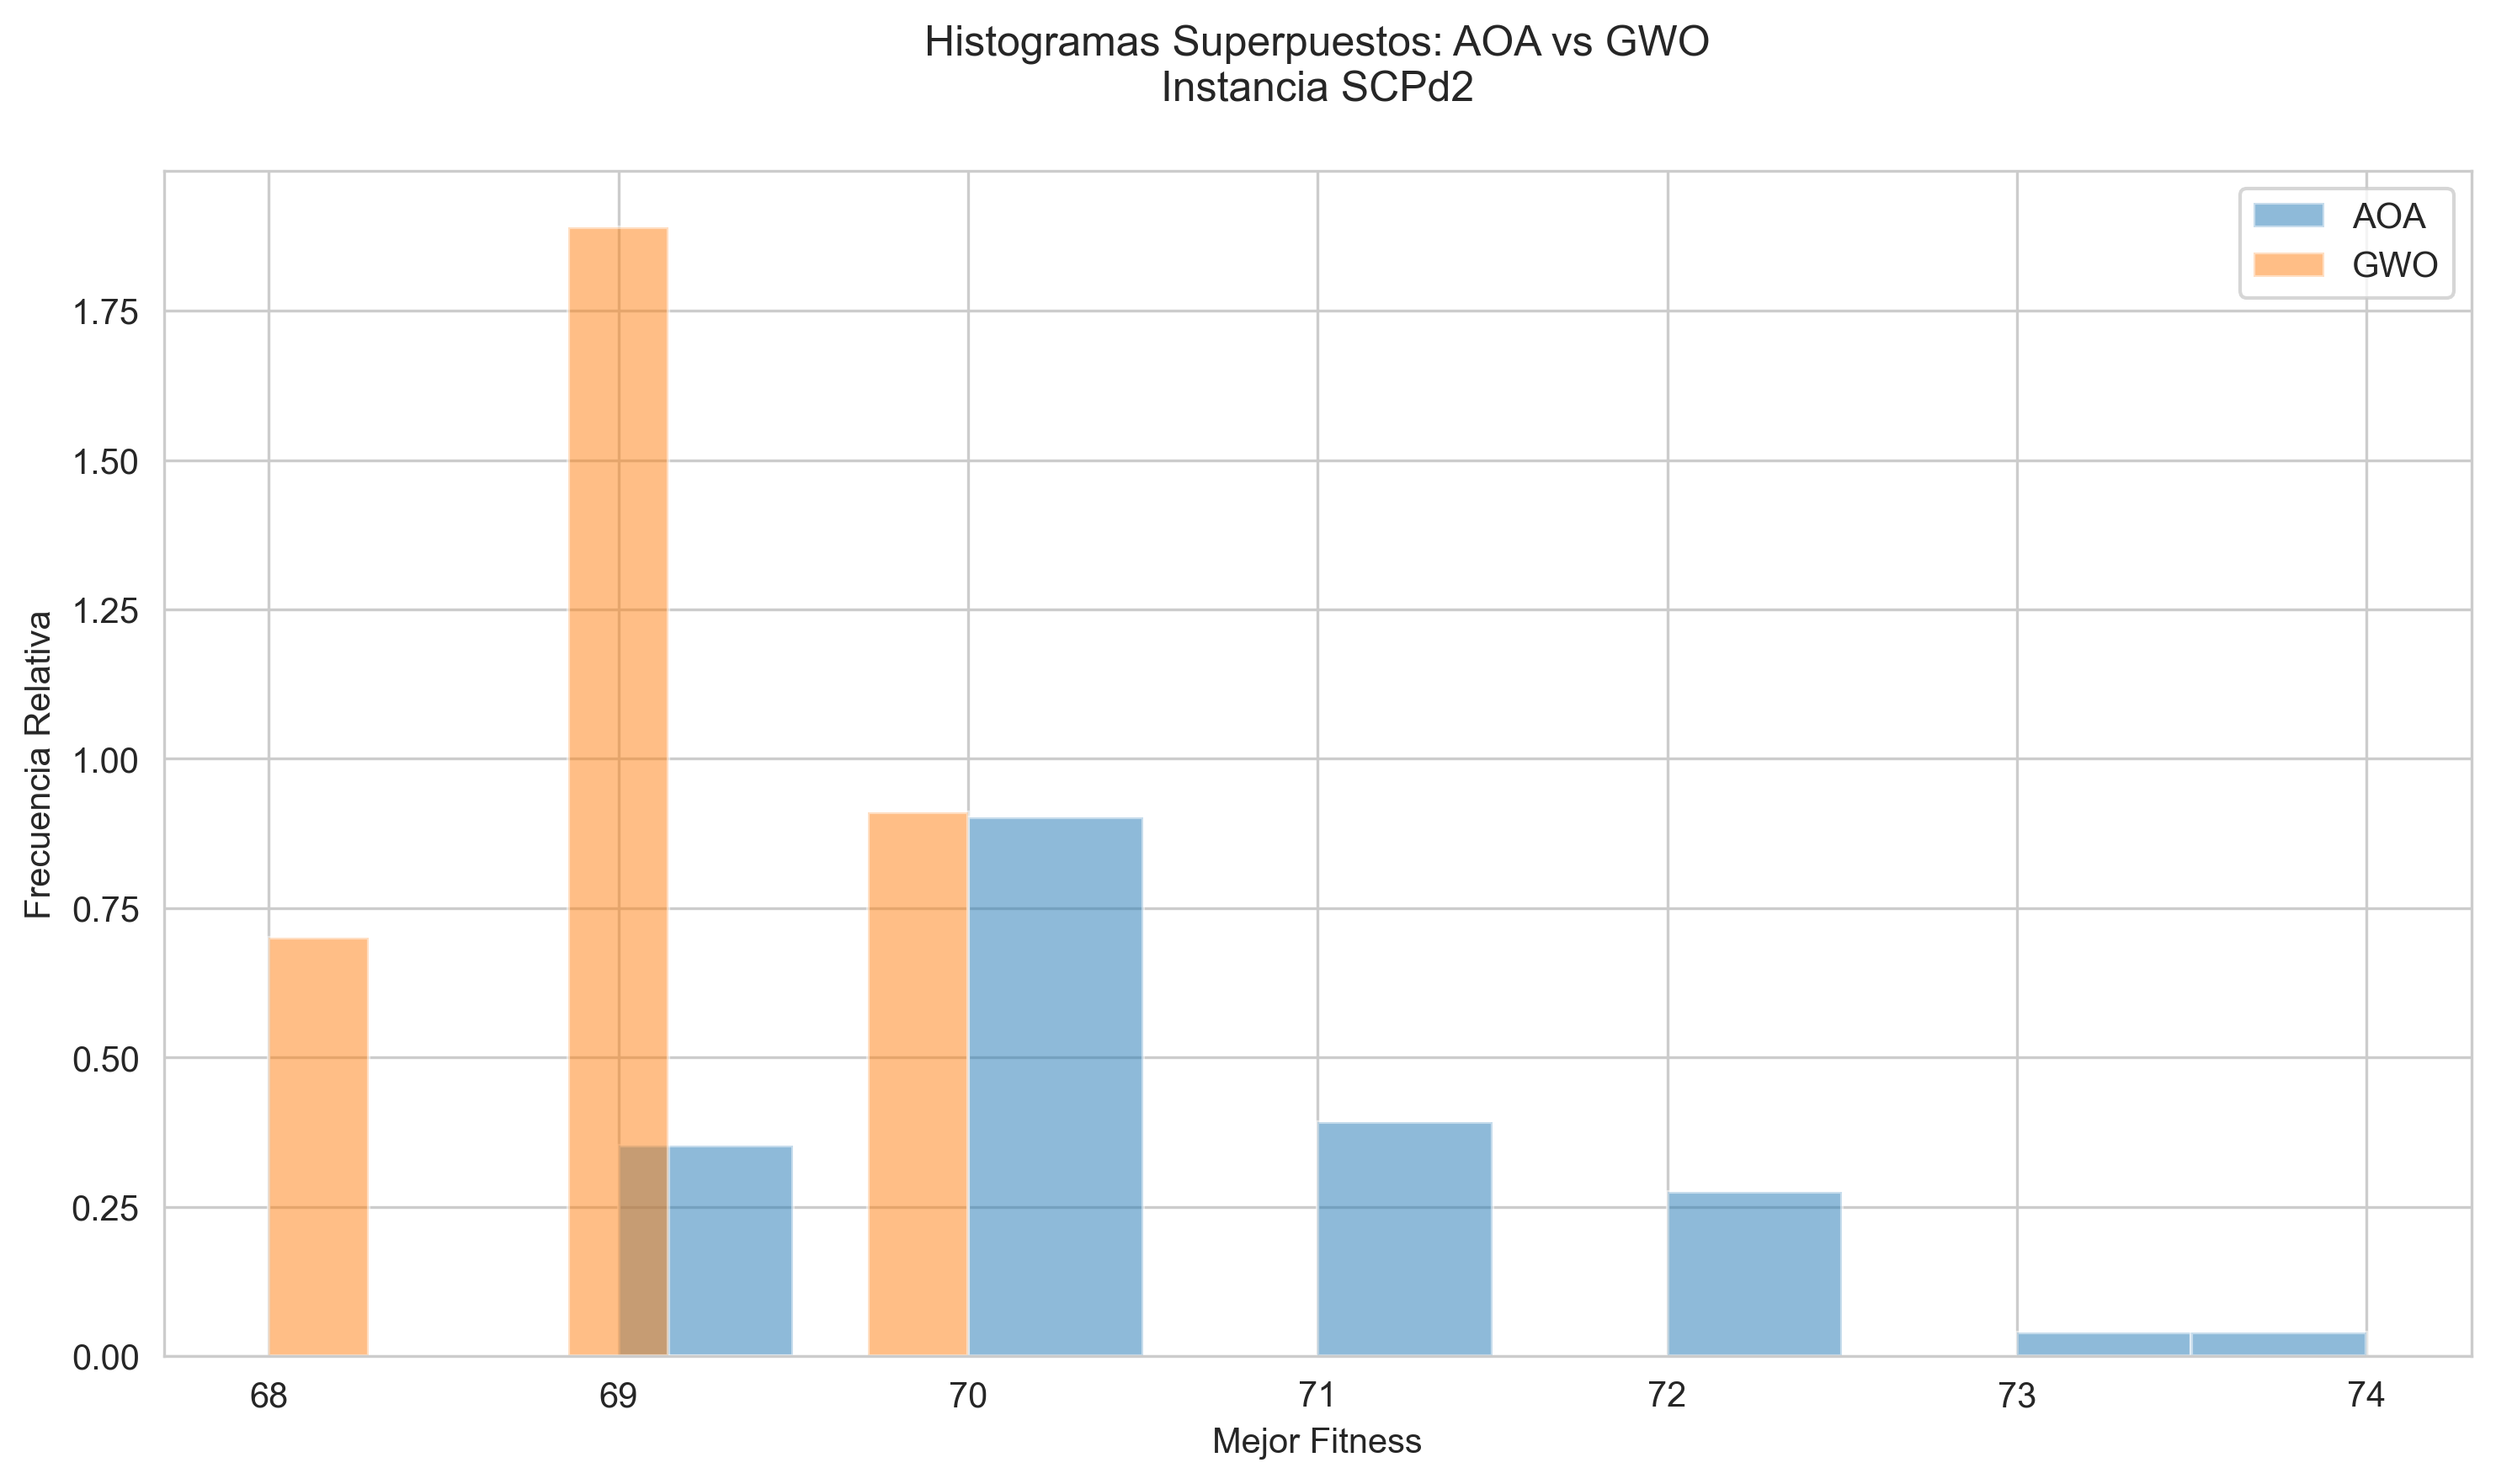 Histogramas Superpuestos: AOA vs GWO
Instancia SCPd2
AOA
GWO
Frecuencia Relativa
1.75
1.50
1.25
1.00
0.75
0.50
0.25
0.00
68 69 70 71 72 73 74
Mejor Fitness